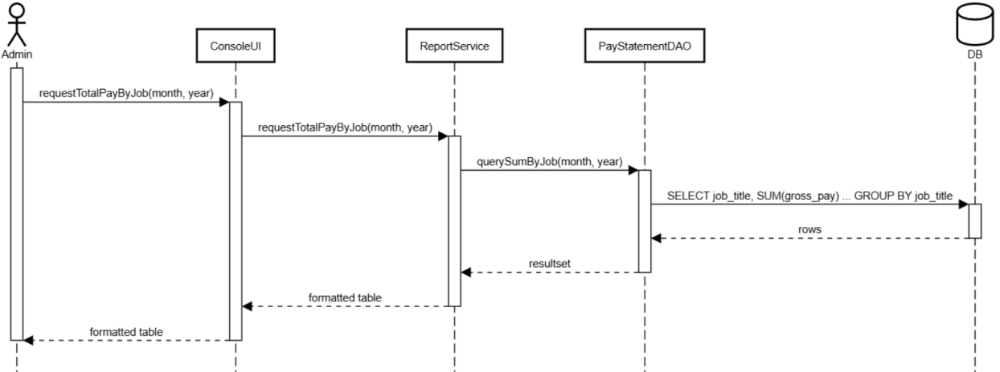 Admin
ConsoleUI
ReportService
PayStatementDAO
DB
requestTotalPayByJob(month, year)
requestTotalPayByJob(month, year)
querySumByJob(month, year)
SELECT job_title, SUM(gross_pay) ... GROUP BY job_title
rows
resultset
formatted table
formatted table